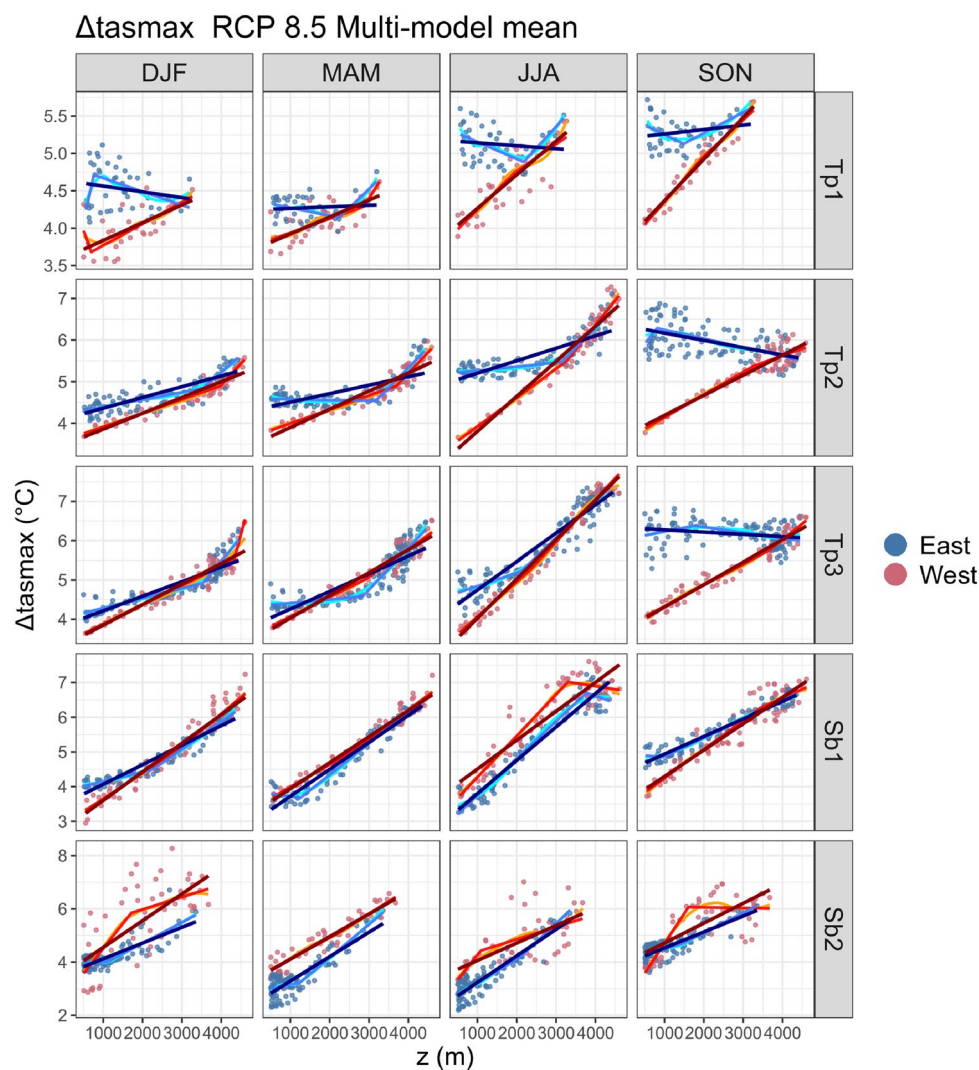 Δtasmax RCP 8.5 Multi-model mean
DJF MAM JJA SON
5.5
5.0
4.5
4.0
3.5
Tp1
7
6
5
4
Tp2
7
6
5
4
Tp3
7
6
5
4
3
Sb1
8
6
4
2
Sb2
Δtasmax (°C)
East
West
1000 2000 3000 4000 1000 2000 3000 4000 1000 2000 3000 4000 1000 2000 3000 4000
z (m)